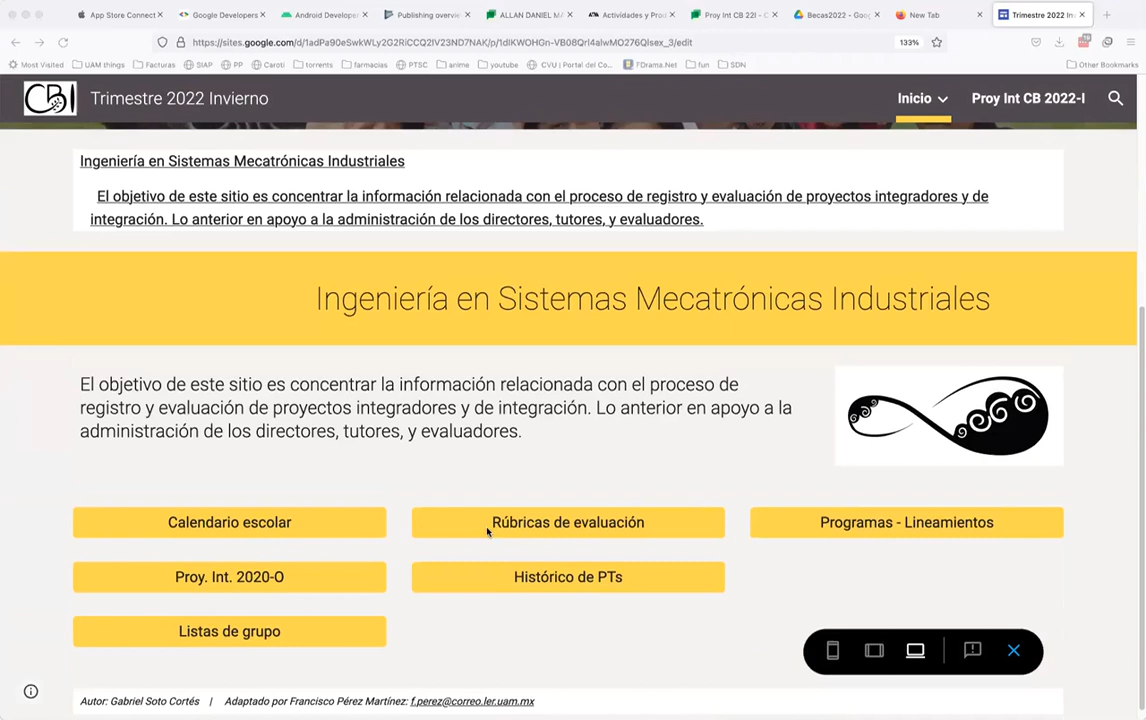 App Store Connect
Google Developers
Android Developer
Publishing overvie
ALLAN DANIEL M
Actividades y Pro
Proy Int CB 22I - C
Becas2022 - Goog
New Tab
Trimestre 2022 Inv
https://sites.google.com/d/1adPa90eSwkWLy2G2RiCCQ2IV23ND7NAK/p/1dIKWOHGn-VB08Qrl4alwMO276Qlsex_3/edit
133%
Most Visited
UAM things
Facturas
SIAP
PP
Caroti
torrents
farmacias
PTSC
anime
youtube
CVU | Portal del Co...
FDrama.Net
fun
SDN
Other Bookmarks
CBI
Trimestre 2022 Invierno
Inicio
Proy Int CB 2022-I
Ingeniería en Sistemas Mecatrónicas Industriales
El objetivo de este sitio es concentrar la información relacionada con el proceso de registro y evaluación de proyectos integradores y de
integración. Lo anterior en apoyo a la administración de los directores, tutores, y evaluadores.
Ingeniería en Sistemas Mecatrónicas Industriales
El objetivo de este sitio es concentrar la información relacionada con el proceso de
registro y evaluación de proyectos integradores y de integración. Lo anterior en apoyo a la
administración de los directores, tutores, y evaluadores.
Calendario escolar
Rúbricas de evaluación
Programas - Lineamientos
Proy. Int. 2020-O
Histórico de PTs
Listas de grupo
Autor: Gabriel Soto Cortés | Adaptado por Francisco Pérez Martínez: f.perez@correo.ler.uam.mx